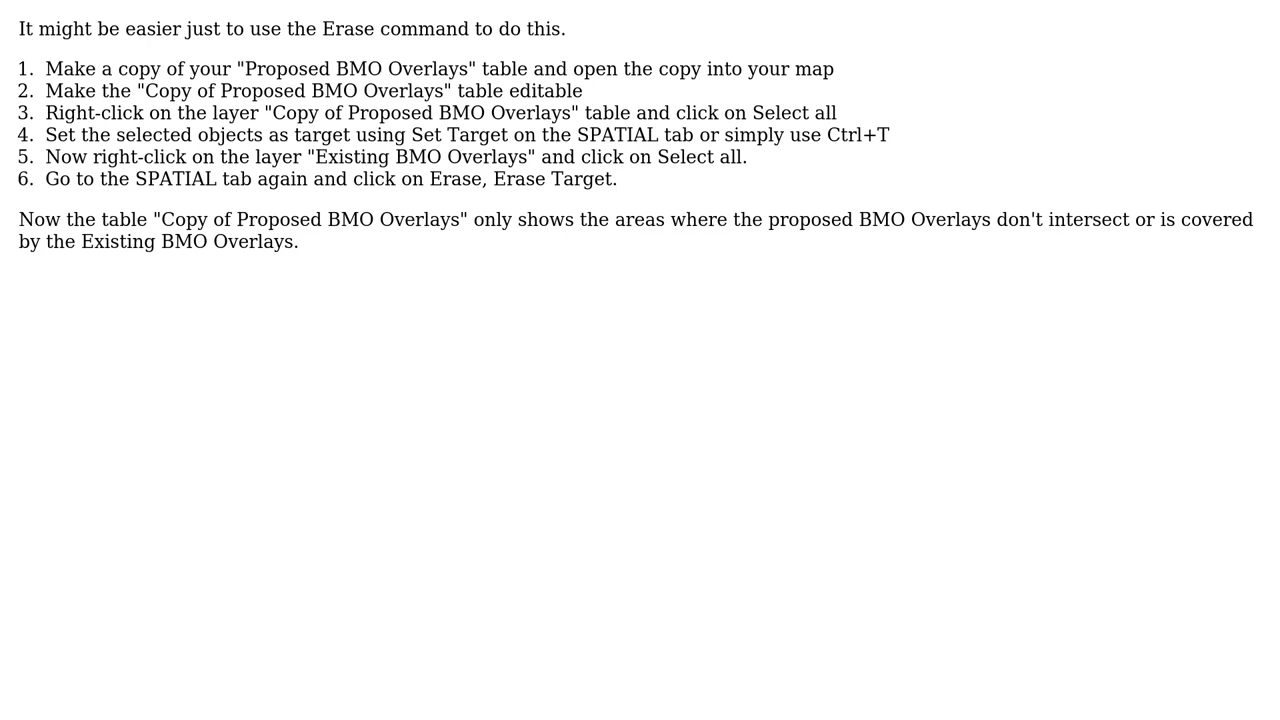 It might be easier just to use the Erase command to do this.
1. Make a copy of your "Proposed BMO Overlays" table and open the copy into your map
2. Make the "Copy of Proposed BMO Overlays" table editable
3. Right-click on the layer "Copy of Proposed BMO Overlays" table and click on Select all
4. Set the selected objects as target using Set Target on the SPATIAL tab or simply use Ctrl+T
5. Now right-click on the layer "Existing BMO Overlays" and click on Select all.
6. Go to the SPATIAL tab again and click on Erase, Erase Target.
Now the table "Copy of Proposed BMO Overlays" only shows the areas where the proposed BMO Overlays don't intersect or is covered
by the Existing BMO Overlays.